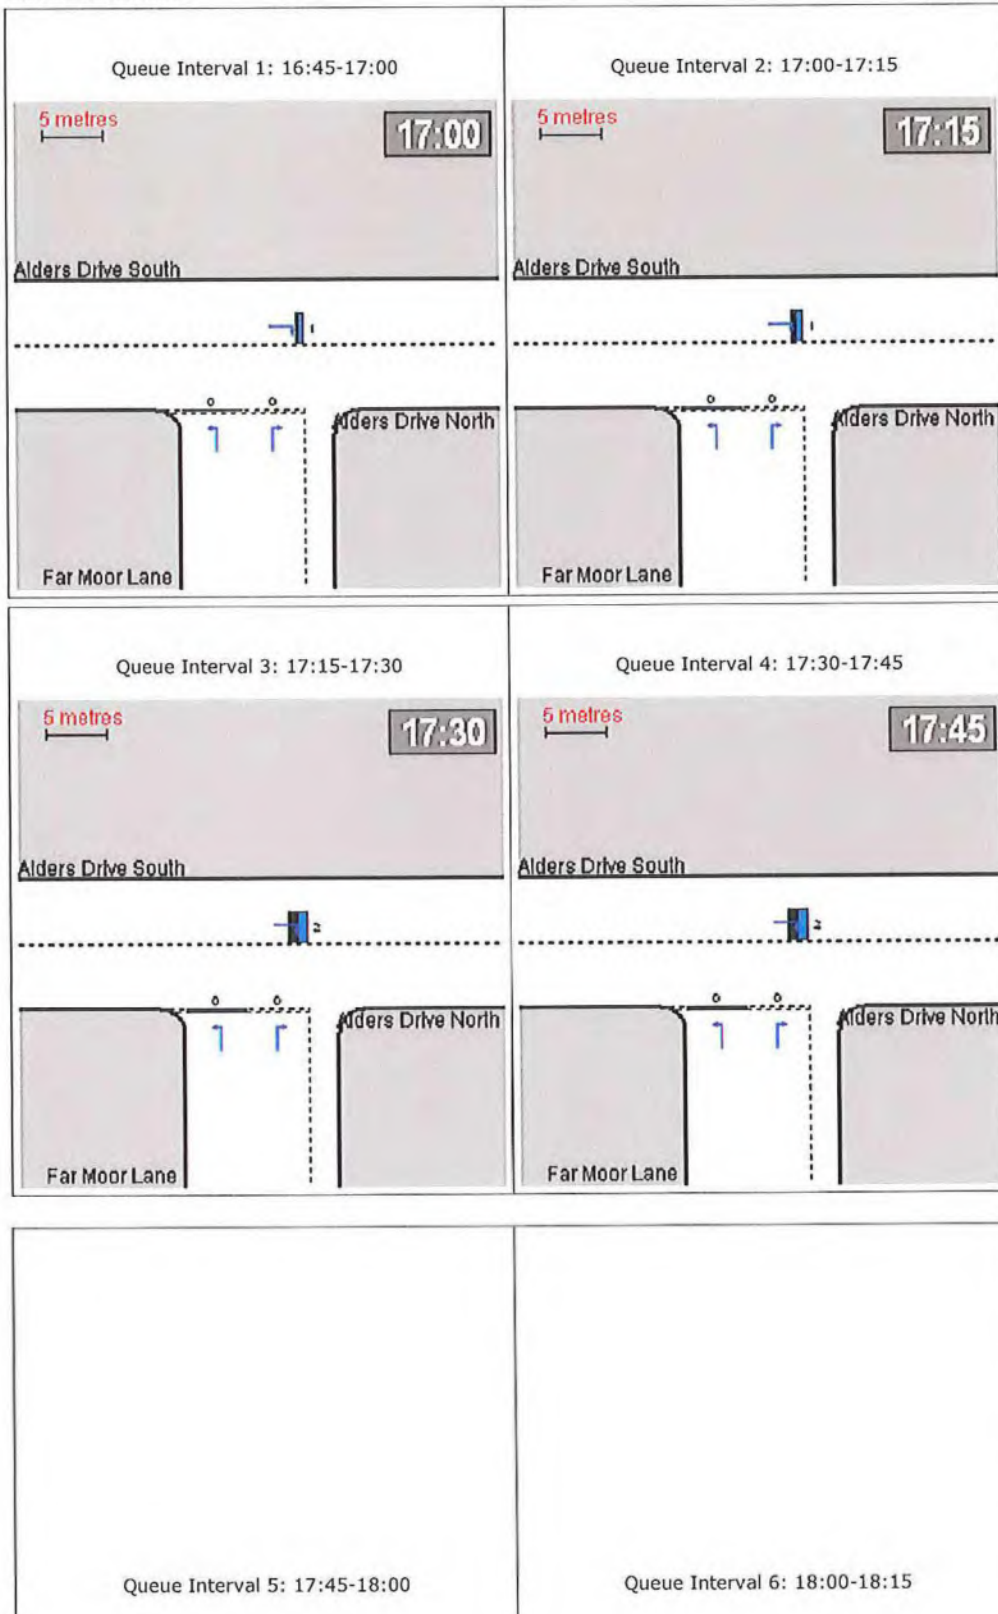 Queue Interval 1: 16:45-17:00
5 metres
17:00
Alders Drive South
1
0 0
Alders Drive North
Far Moor Lane
Queue Interval 2: 17:00-17:15
5 metres
17:15
Alders Drive South
1
0 0
Alders Drive North
Far Moor Lane
Queue Interval 3: 17:15-17:30
5 metres
17:30
Alders Drive South
2
0 0
Alders Drive North
Far Moor Lane
Queue Interval 4: 17:30-17:45
5 metres
17:45
Alders Drive South
2
0 0
Alders Drive North
Far Moor Lane
Queue Interval 5: 17:45-18:00
Queue Interval 6: 18:00-18:15